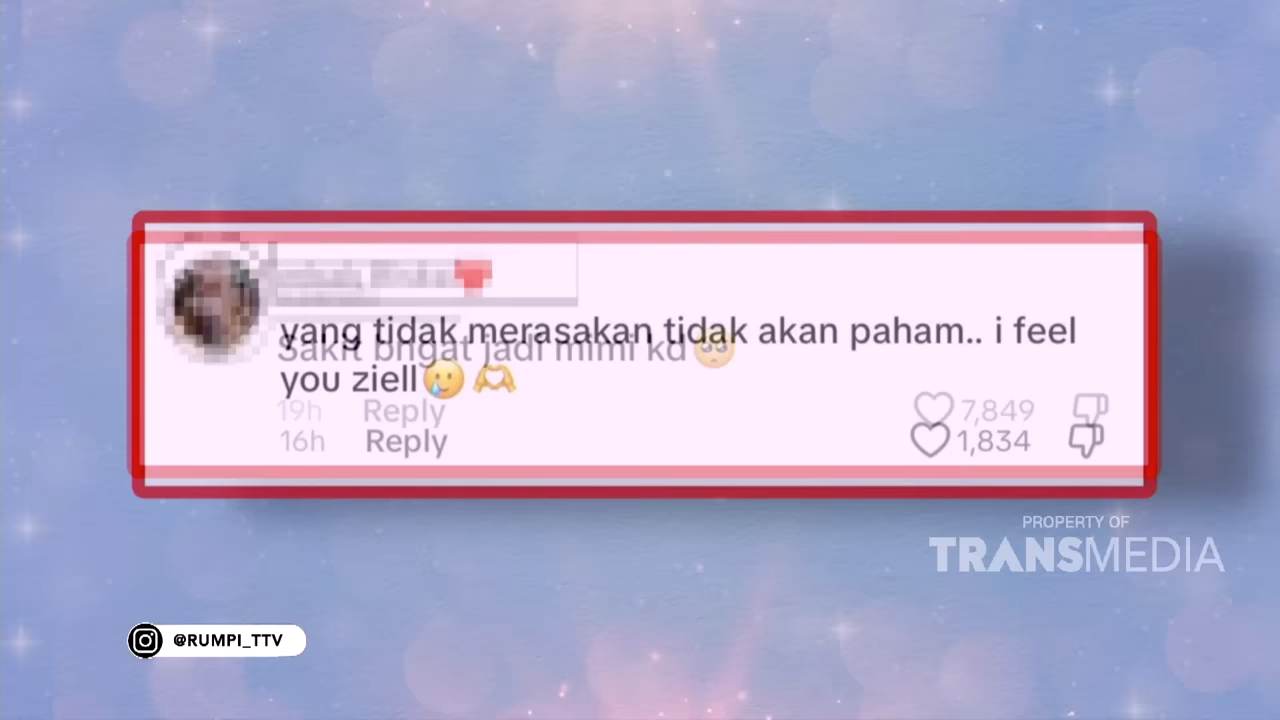 yang tidak merasakan tidak akan paham.. i feel
Sakit bngat jadi mimi kd🥺
you ziell🥲🫶
19h Reply 7,849
16h Reply 1,834
PROPERTY OF
TRANSMEDIA
@RUMPI_TTV